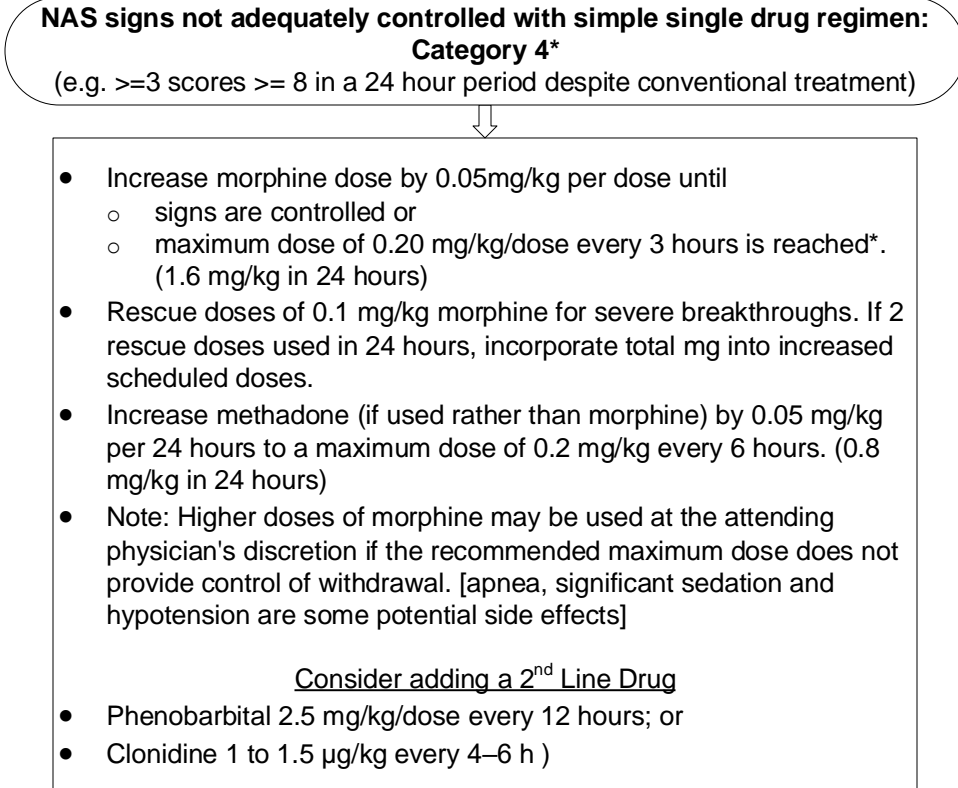 NAS signs not adequately controlled with simple single drug regimen:
Category 4*
(e.g. >=3 scores >= 8 in a 24 hour period despite conventional treatment)
• Increase morphine dose by 0.05mg/kg per dose until
o signs are controlled or
o maximum dose of 0.20 mg/kg/dose every 3 hours is reached*.
(1.6 mg/kg in 24 hours)
• Rescue doses of 0.1 mg/kg morphine for severe breakthroughs. If 2
rescue doses used in 24 hours, incorporate total mg into increased
scheduled doses.
• Increase methadone (if used rather than morphine) by 0.05 mg/kg
per 24 hours to a maximum dose of 0.2 mg/kg every 6 hours. (0.8
mg/kg in 24 hours)
• Note: Higher doses of morphine may be used at the attending
physician's discretion if the recommended maximum dose does not
provide control of withdrawal. [apnea, significant sedation and
hypotension are some potential side effects]
Consider adding a 2nd Line Drug
• Phenobarbital 2.5 mg/kg/dose every 12 hours; or
• Clonidine 1 to 1.5 µg/kg every 4–6 h )